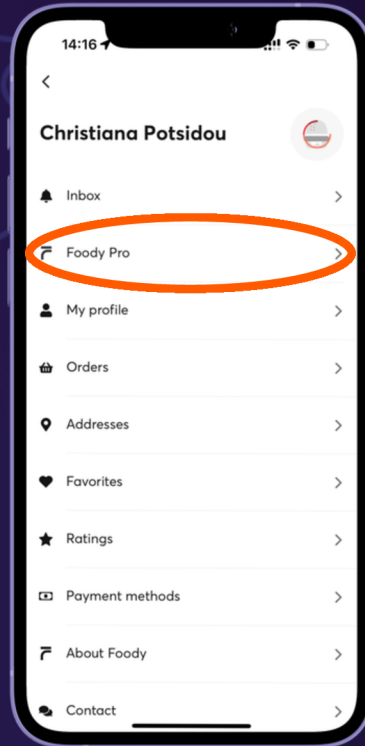 14:16
Christiana Potsidou
Inbox
Foody Pro
My profile
Orders
Addresses
Favorites
Ratings
Payment methods
About Foody
Contact